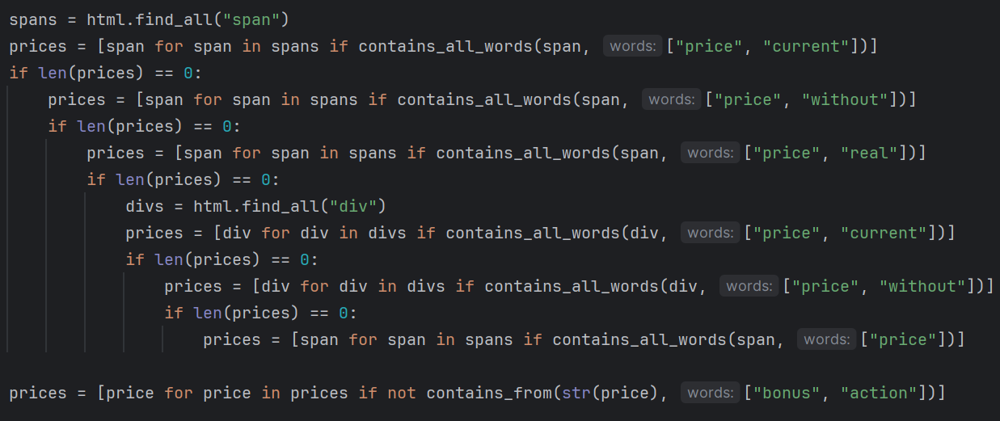 spans = html.find_all("span")
prices = [span for span in spans if contains_all_words(span, words: ["price", "current"])]
if len(prices) == 0:
    prices = [span for span in spans if contains_all_words(span, words: ["price", "without"])]
    if len(prices) == 0:
        prices = [span for span in spans if contains_all_words(span, words: ["price", "real"])]
        if len(prices) == 0:
            divs = html.find_all("div")
            prices = [div for div in divs if contains_all_words(div, words: ["price", "current"])]
            if len(prices) == 0:
                prices = [div for div in divs if contains_all_words(div, words: ["price", "without"])]
                if len(prices) == 0:
                    prices = [span for span in spans if contains_all_words(span, words: ["price"])]
prices = [price for price in prices if not contains_from(str(price), words: ["bonus", "action"])]